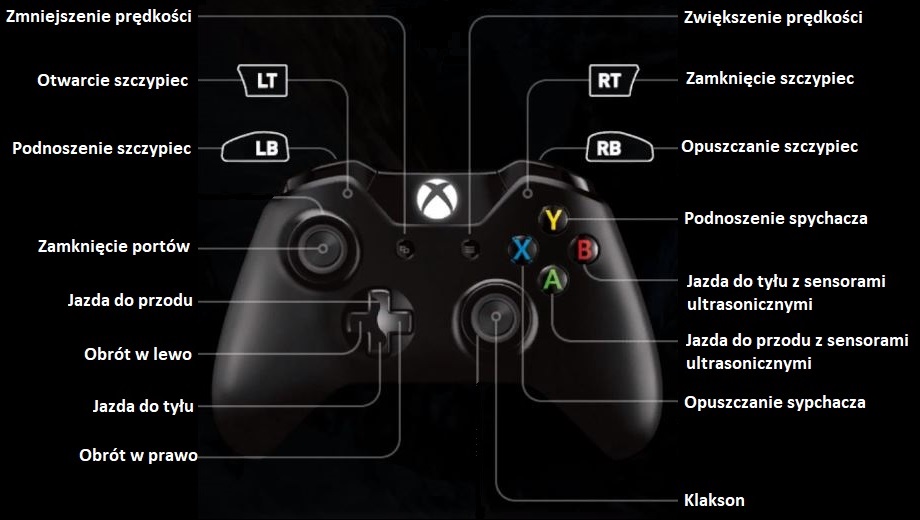 Zmniejszenie prędkości
Zwiększenie prędkości
Otwarcie szczypiec
LT
RT
Zamknięcie szczypiec
Podnoszenie szczypiec
LB
RB
Opuszczanie szczypiec
Y
Podnoszenie spychacza
Zamknięcie portów
X
B
A
Jazda do tyłu z sensorami
ultrasonicznymi
Jazda do przodu
Jazda do przodu z sensorami
ultrasonicznymi
Obrót w lewo
Jazda do tyłu
Opuszczanie sypchacza
Obrót w prawo
Klakson